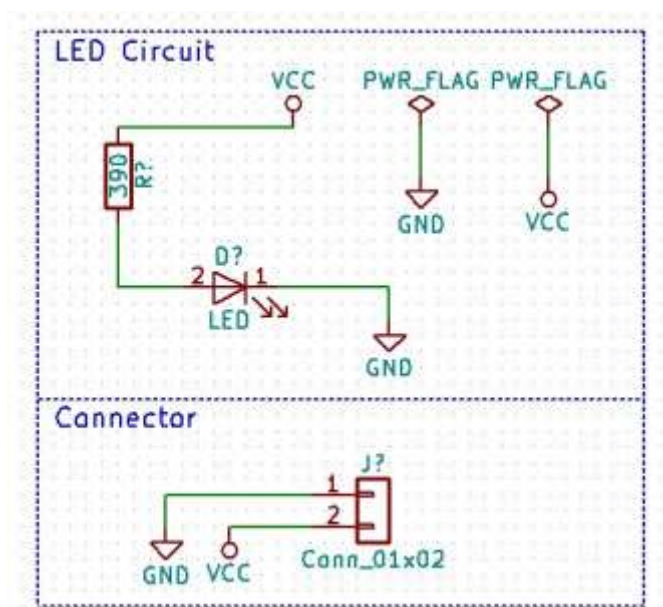 LED Circuit
VCC
PWR_FLAG PWR_FLAG
390
R?
GND
VCC
D?
2 1
LED
GND
Connector
J?
1
2
GND VCC
Conn_01x02